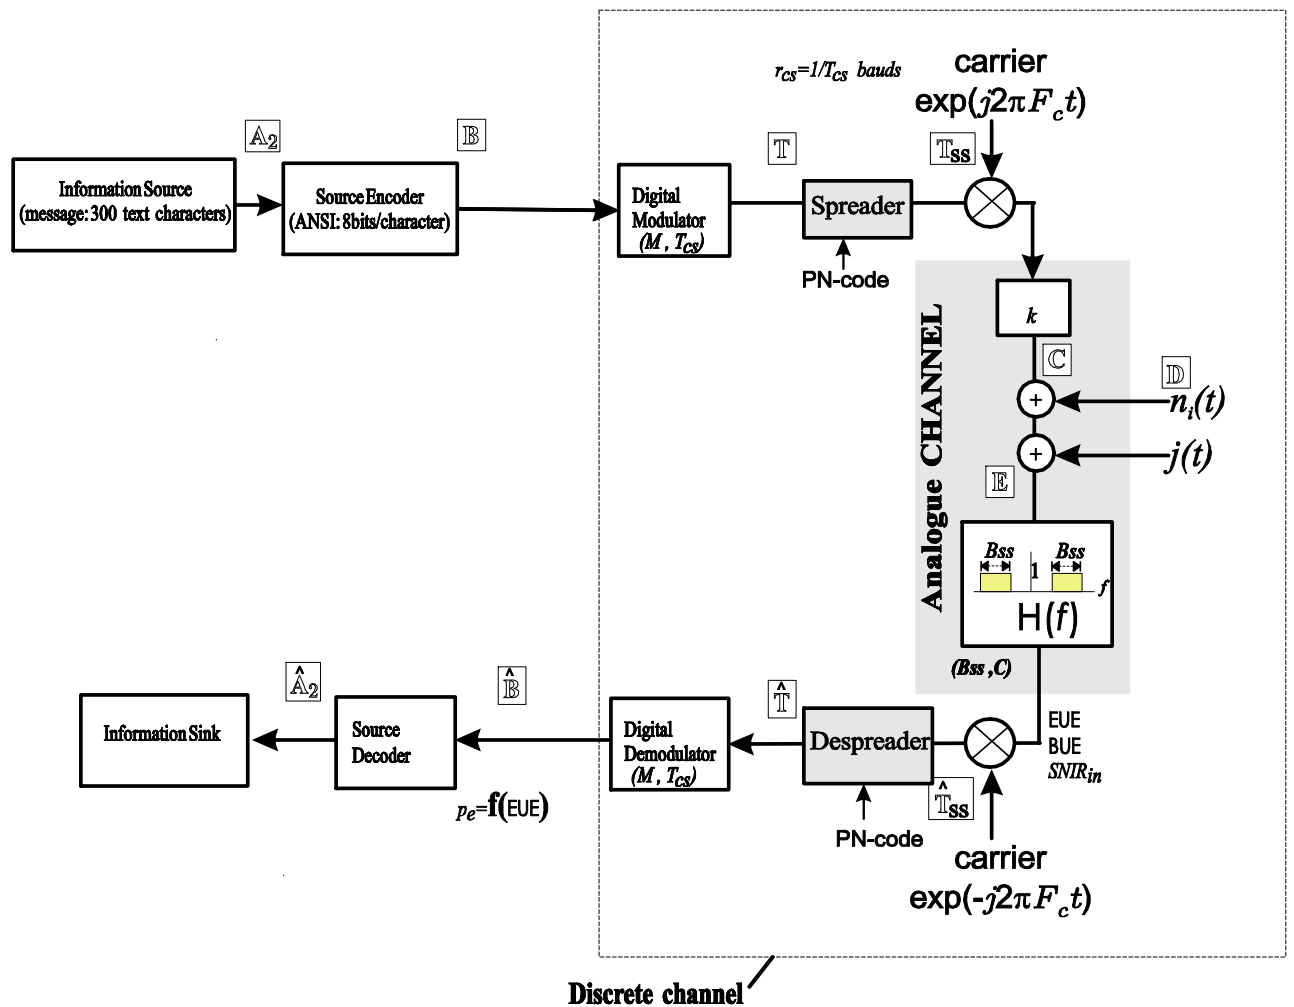 r_cs=1/T_cs bauds
carrier
exp(j2πF_c t)
𝔸₂
𝔹
𝕋
𝕋ss
Information Source
(message: 300 text characters)
Source Encoder
(ANSI: 8bits/character)
Digital
Modulator
(M , T_cs)
Spreader
PN-code
k
ℂ
𝔻
+
n_i(t)
+
j(t)
𝔼
Analogue CHANNEL
Bss
Bss
1
f
H(f)
(Bss ,C)
𝔸̂₂
𝔹̂
𝕋̂
Information Sink
Source
Decoder
Digital
Demodulator
(M , T_cs)
Despreader
EUE
BUE
SNIR_in
𝕋̂ss
p_e=f(EUE)
PN-code
carrier
exp(-j2πF_c t)
Discrete channel